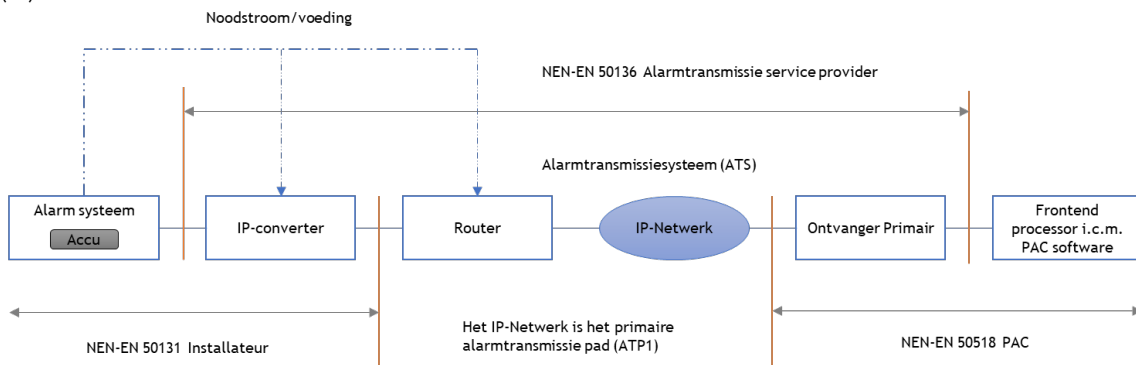 Noodstroom/voeding
NEN-EN 50136 Alarmtransmissie service provider
Alarmtransmissiesysteem (ATS)
Alarm systeem
Accu
IP-converter
Router
IP-Netwerk
Ontvanger Primair
Frontend
processor i.c.m.
PAC software
NEN-EN 50131 Installateur
Het IP-Netwerk is het primaire
alarmtransmissie pad (ATP1)
NEN-EN 50518 PAC